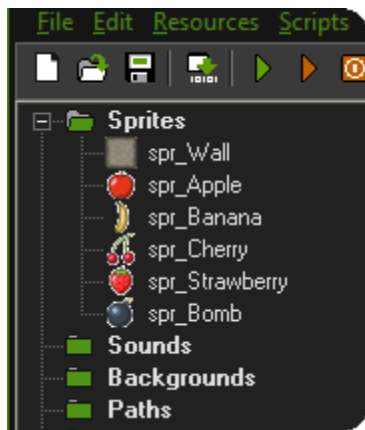 File Edit Resources Scripts
Sprites
spr_Wall
spr_Apple
spr_Banana
spr_Cherry
spr_Strawberry
spr_Bomb
Sounds
Backgrounds
Paths